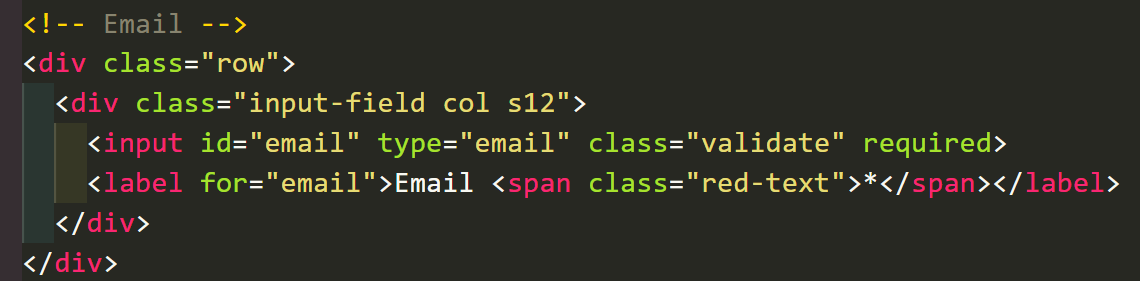 <!-- Email -->
<div class="row">
  <div class="input-field col s12">
    <input id="email" type="email" class="validate" required>
    <label for="email">Email <span class="red-text">*</span></label>
  </div>
</div>